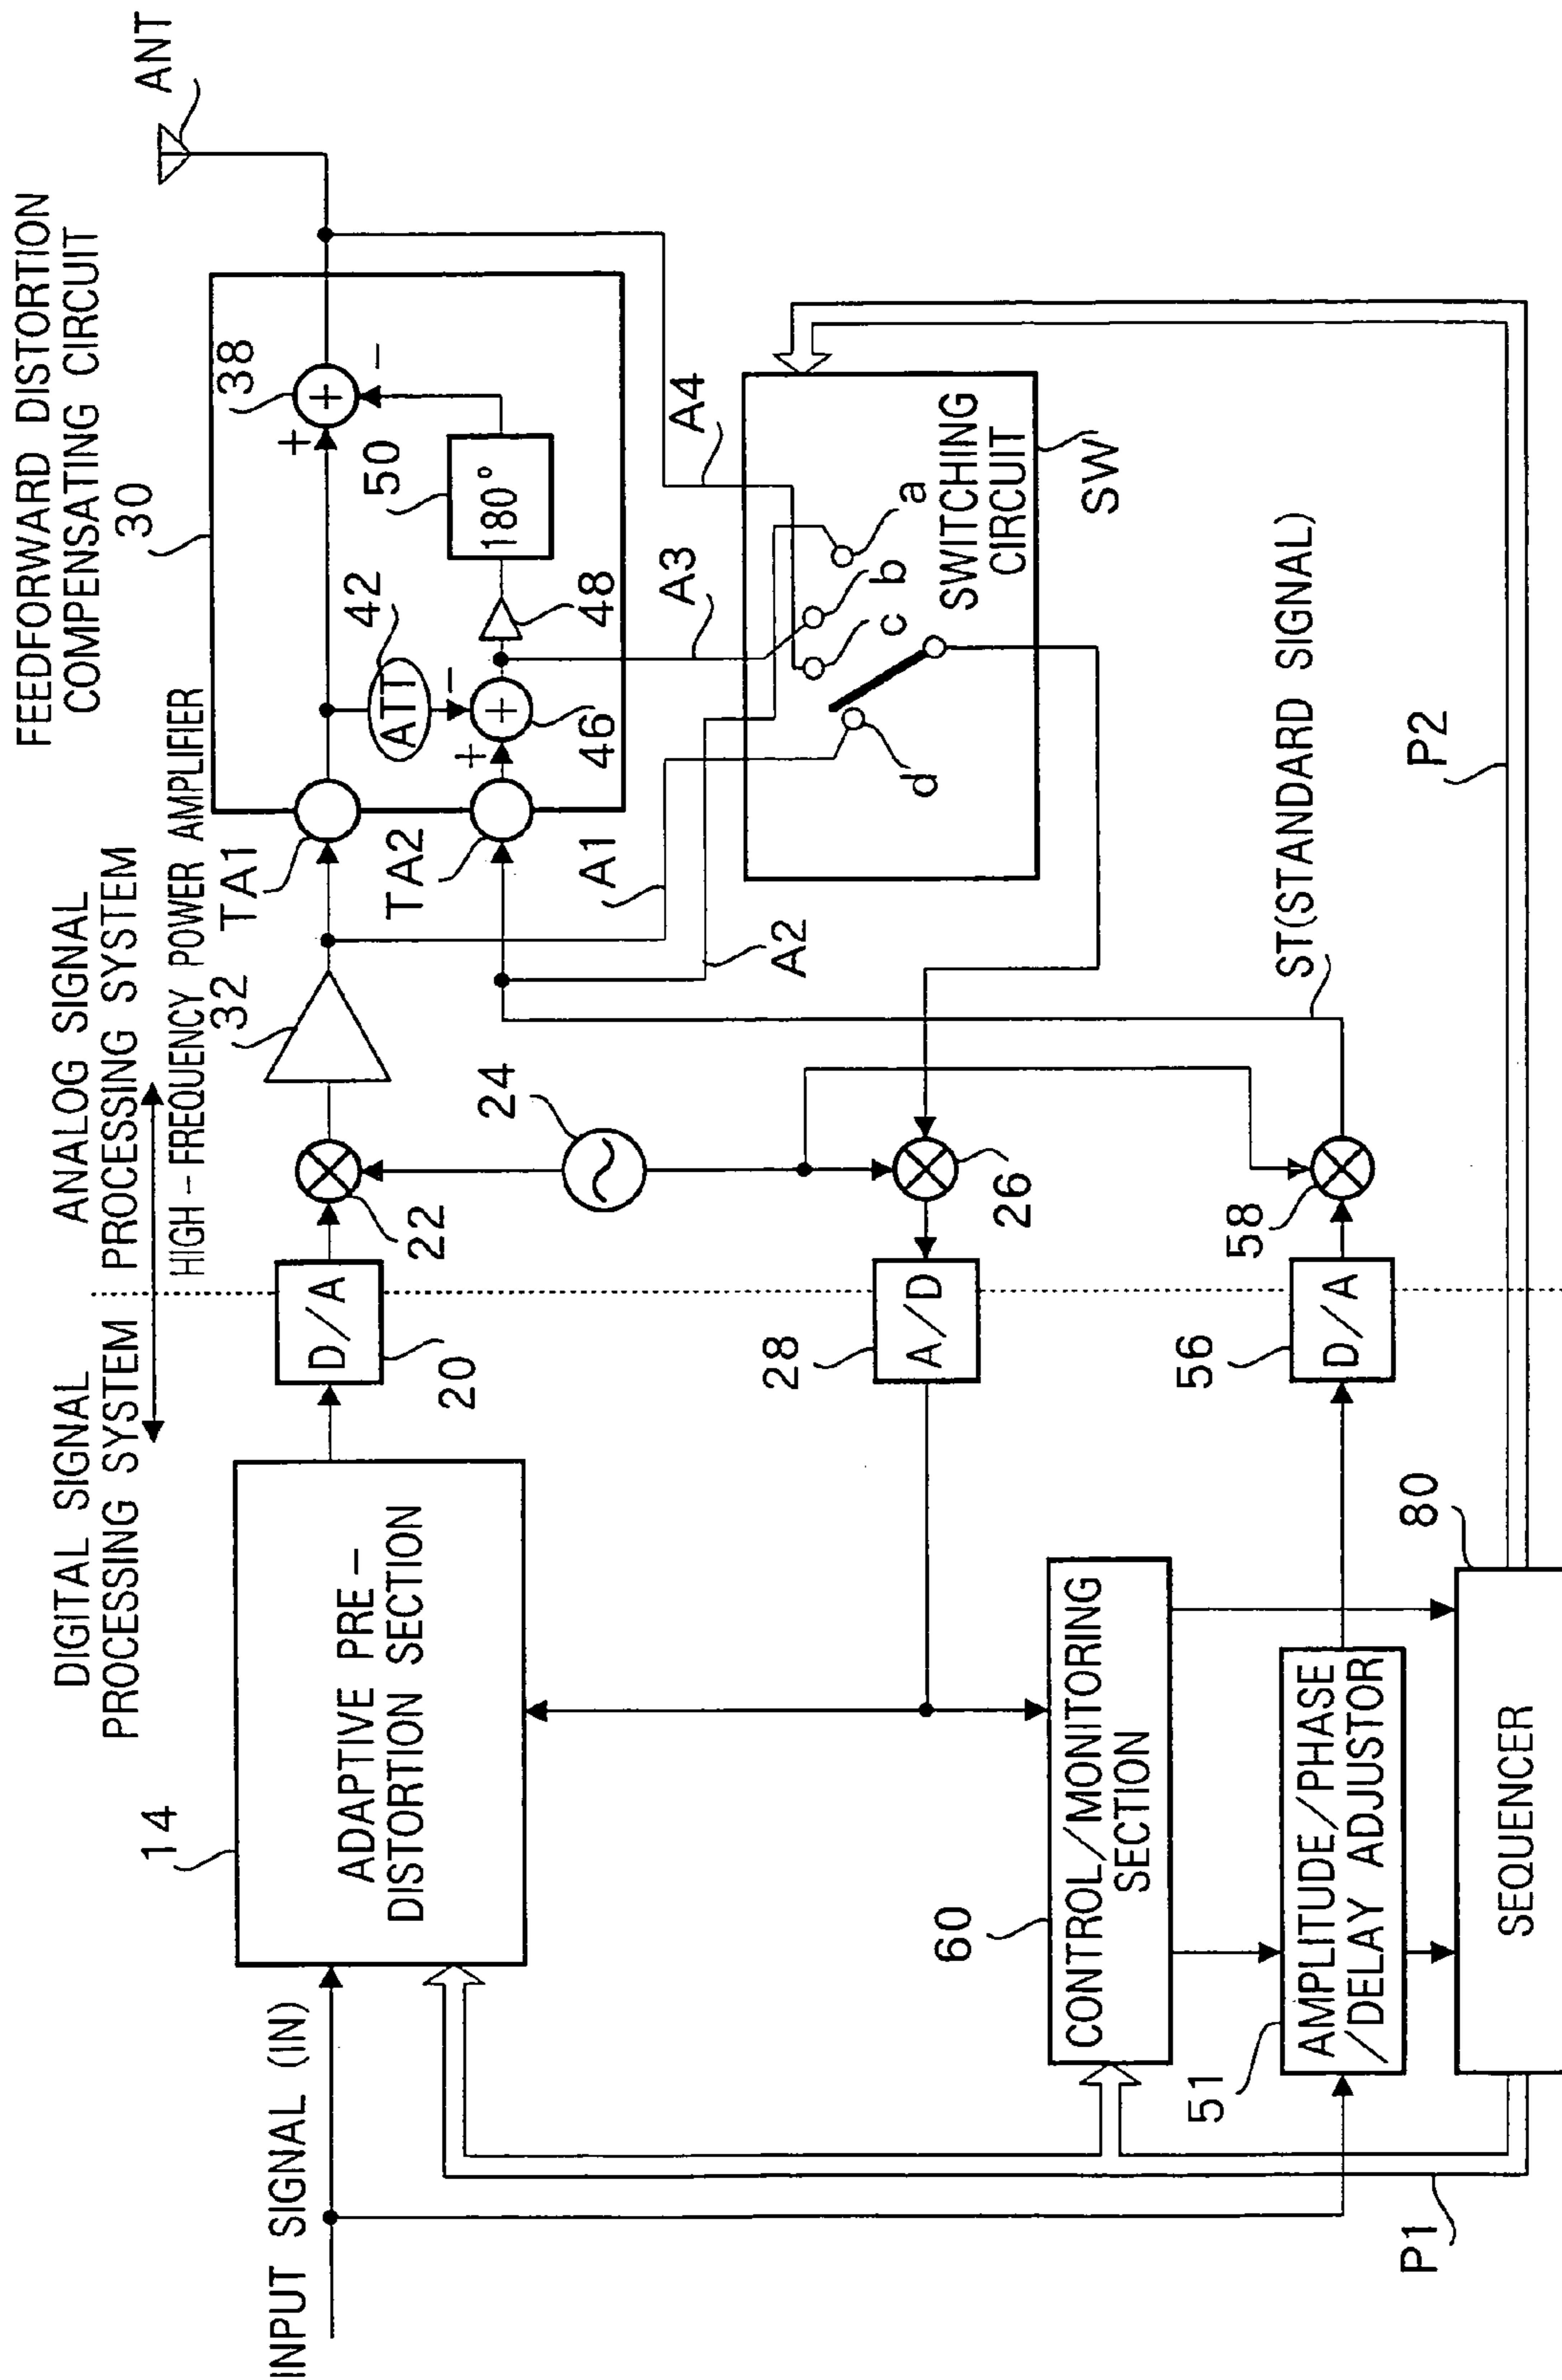 DIGITAL SIGNAL
PROCESSING SYSTEM
ANALOG SIGNAL
PROCESSING SYSTEM
FEEDFORWARD DISTORTION
COMPENSATING CIRCUIT
HIGH-FREQUENCY POWER AMPLIFIER
INPUT SIGNAL (IN)
14
ADAPTIVE PRE-
DISTORTION SECTION
D/A
20
22
32
TA1
30
+
38
+
−
ANT
24
TA2
ATT
42
−
+
+
46
48
180°
50
A1
A2
A3
A4
a
b
c
d
SWITCHING
CIRCUIT
SW
28
A/D
26
60
CONTROL/MONITORING
SECTION
51
AMPLITUDE/PHASE
/DELAY ADJUSTOR
56
D/A
58
ST(STANDARD SIGNAL)
80
SEQUENCER
P1
P2